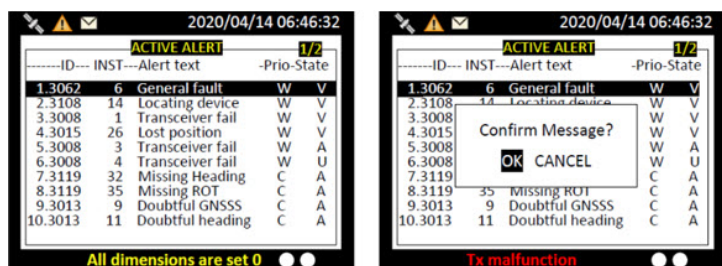 2020/04/14 06:46:32
ACTIVE ALERT 1/2
-------ID--- INST---Alert text -Prio-State
1.3062 6 General fault W V
2.3108 14 Locating device W V
3.3008 1 Transceiver fail W V
4.3015 26 Lost position W V
5.3008 3 Transceiver fail W A
6.3008 4 Transceiver fail W U
7.3119 32 Missing Heading C A
8.3119 35 Missing ROT C A
9.3013 9 Doubtful GNSSS C A
10.3013 11 Doubtful heading C A
All dimensions are set 0
2020/04/14 06:46:32
ACTIVE ALERT 1/2
-------ID--- INST---Alert text -Prio-State
1.3062 6 General fault W V
2.3108 14 Locating device W V
3.3008 W V
4.3015 W V
5.3008 W A
6.3008 W U
7.3119 C A
8.3119 35 Missing ROT C A
9.3013 9 Doubtful GNSSS C A
10.3013 11 Doubtful heading C A
Confirm Message?
OK CANCEL
Tx malfunction